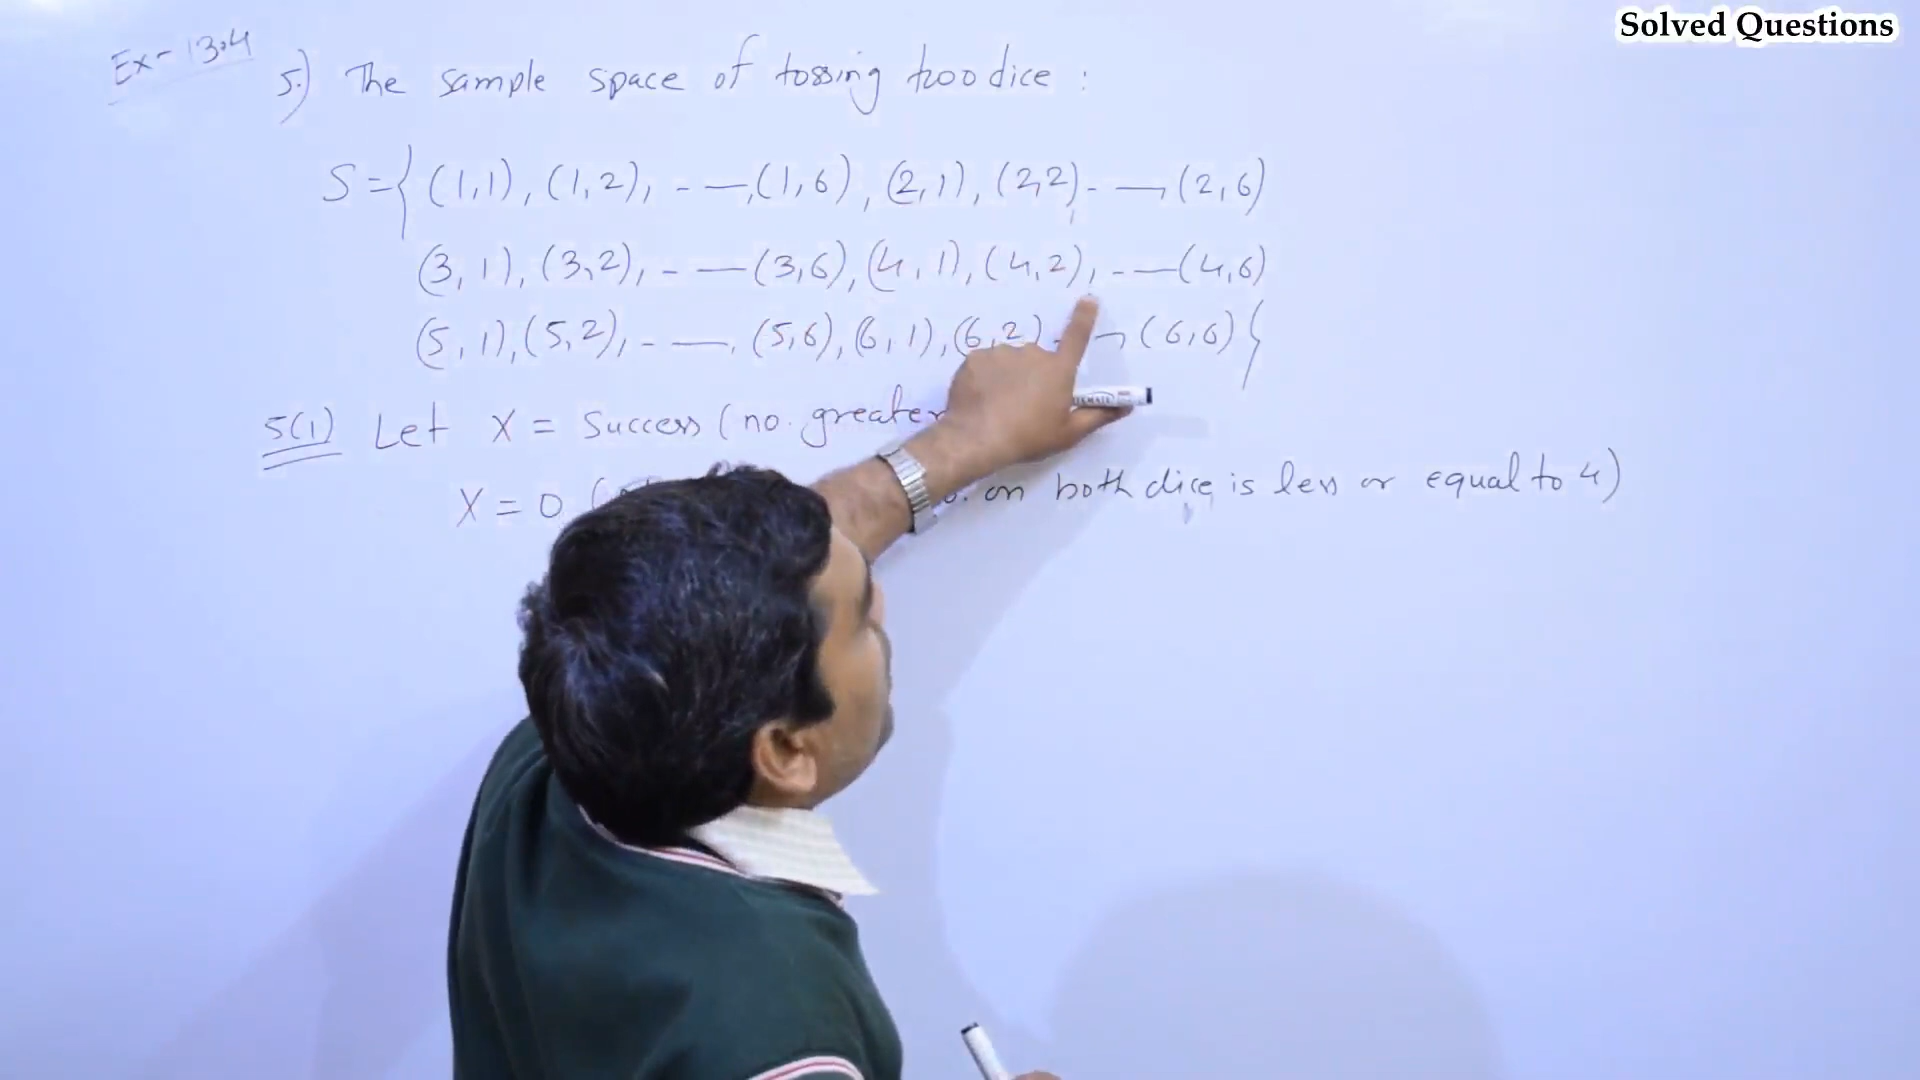 Solved Questions
Ex-13.4
5.) The sample space of tossing two dice :
S={(1,1),(1,2),- —,(1,6),(2,1),(2,2)- —,(2,6)
(3,1),(3,2),- —(3,6),(4,1),(4,2),- —(4,6)
(5,1),(5,2),- —,(5,6),(6,1),(6,2)- —,(6,6)}
5(1) Let X = Success (no. greater
X = 0 ( on both dice is less or equal to 4)